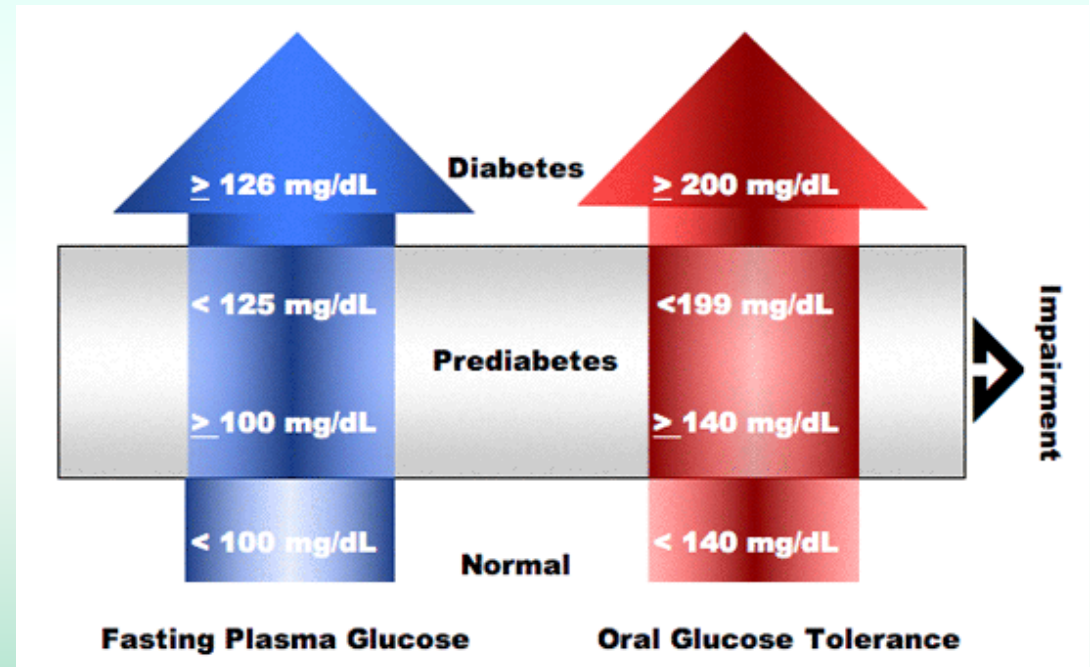 Diabetes
≥ 126 mg/dL
≥ 200 mg/dL
< 125 mg/dL
<199 mg/dL
Prediabetes
≥ 100 mg/dL
≥ 140 mg/dL
Impairment
< 100 mg/dL
< 140 mg/dL
Normal
Fasting Plasma Glucose
Oral Glucose Tolerance